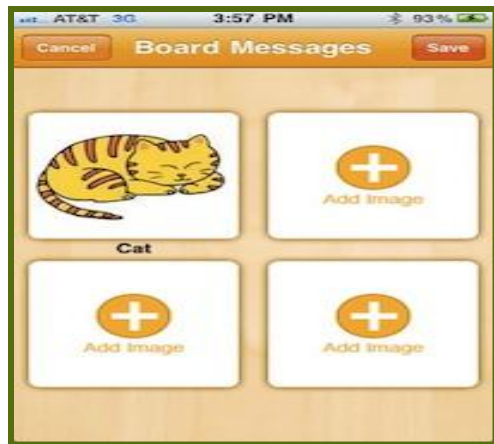 AT&T 3G 3:57 PM 93%
Cancel Board Messages Save
Add Image
Cat
Add Image Add Image